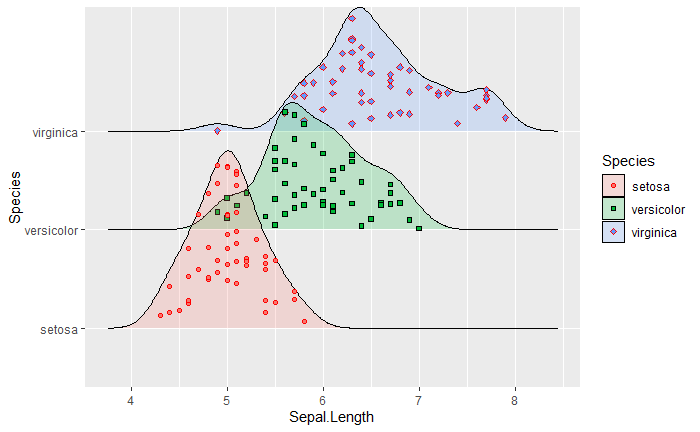 virginica
versicolor
setosa
Species
4 5 6 7 8
Sepal.Length
Species
setosa
versicolor
virginica